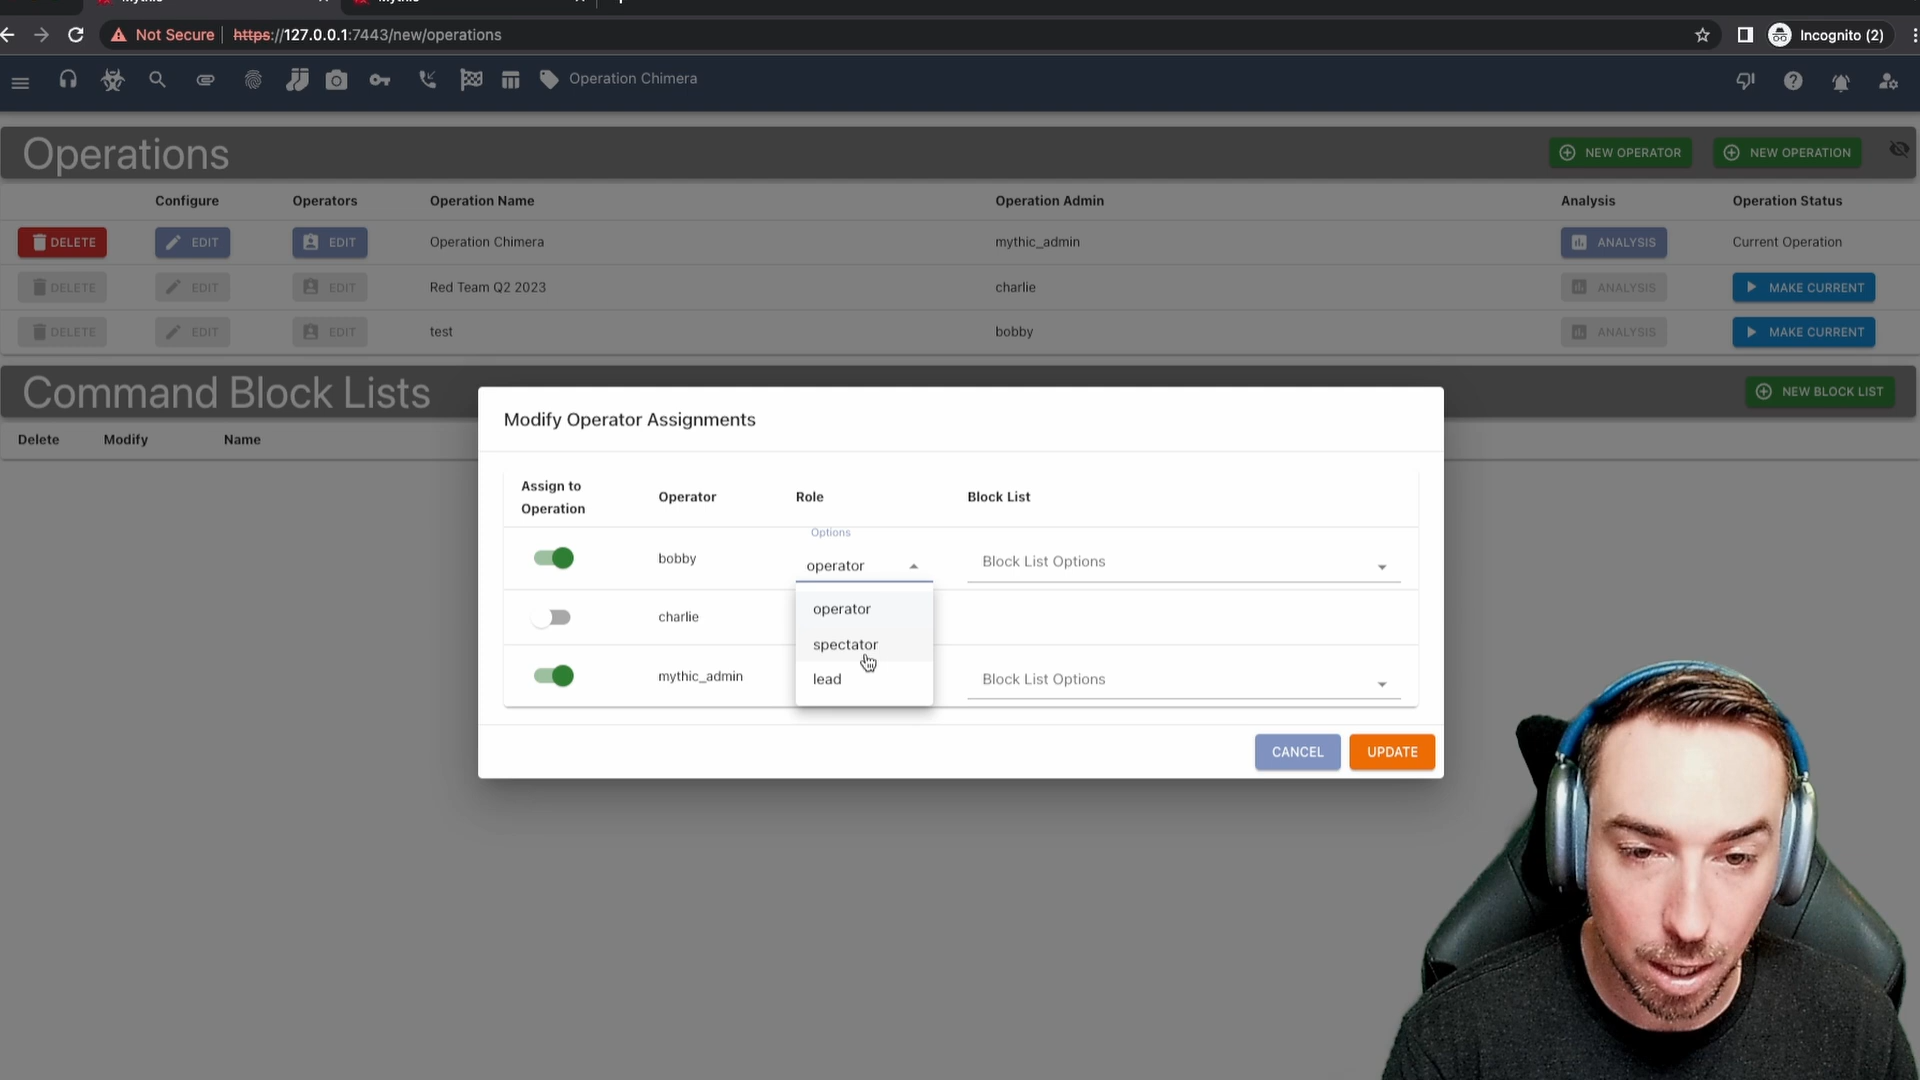 Not Secure https://127.0.0.1:7443/new/operations Incognito (2)
Operation Chimera
Operations NEW OPERATOR NEW OPERATION
Configure Operators Operation Name Operation Admin Analysis Operation Status
DELETE EDIT EDIT Operation Chimera mythic_admin ANALYSIS Current Operation
DELETE EDIT EDIT Red Team Q2 2023 charlie ANALYSIS MAKE CURRENT
DELETE EDIT EDIT test bobby ANALYSIS MAKE CURRENT
Command Block Lists NEW BLOCK LIST
Delete Modify Name
Modify Operator Assignments
Assign to
Operation Operator Role Block List
Options
bobby operator Block List Options
operator
charlie
spectator
mythic_admin lead Block List Options
CANCEL UPDATE